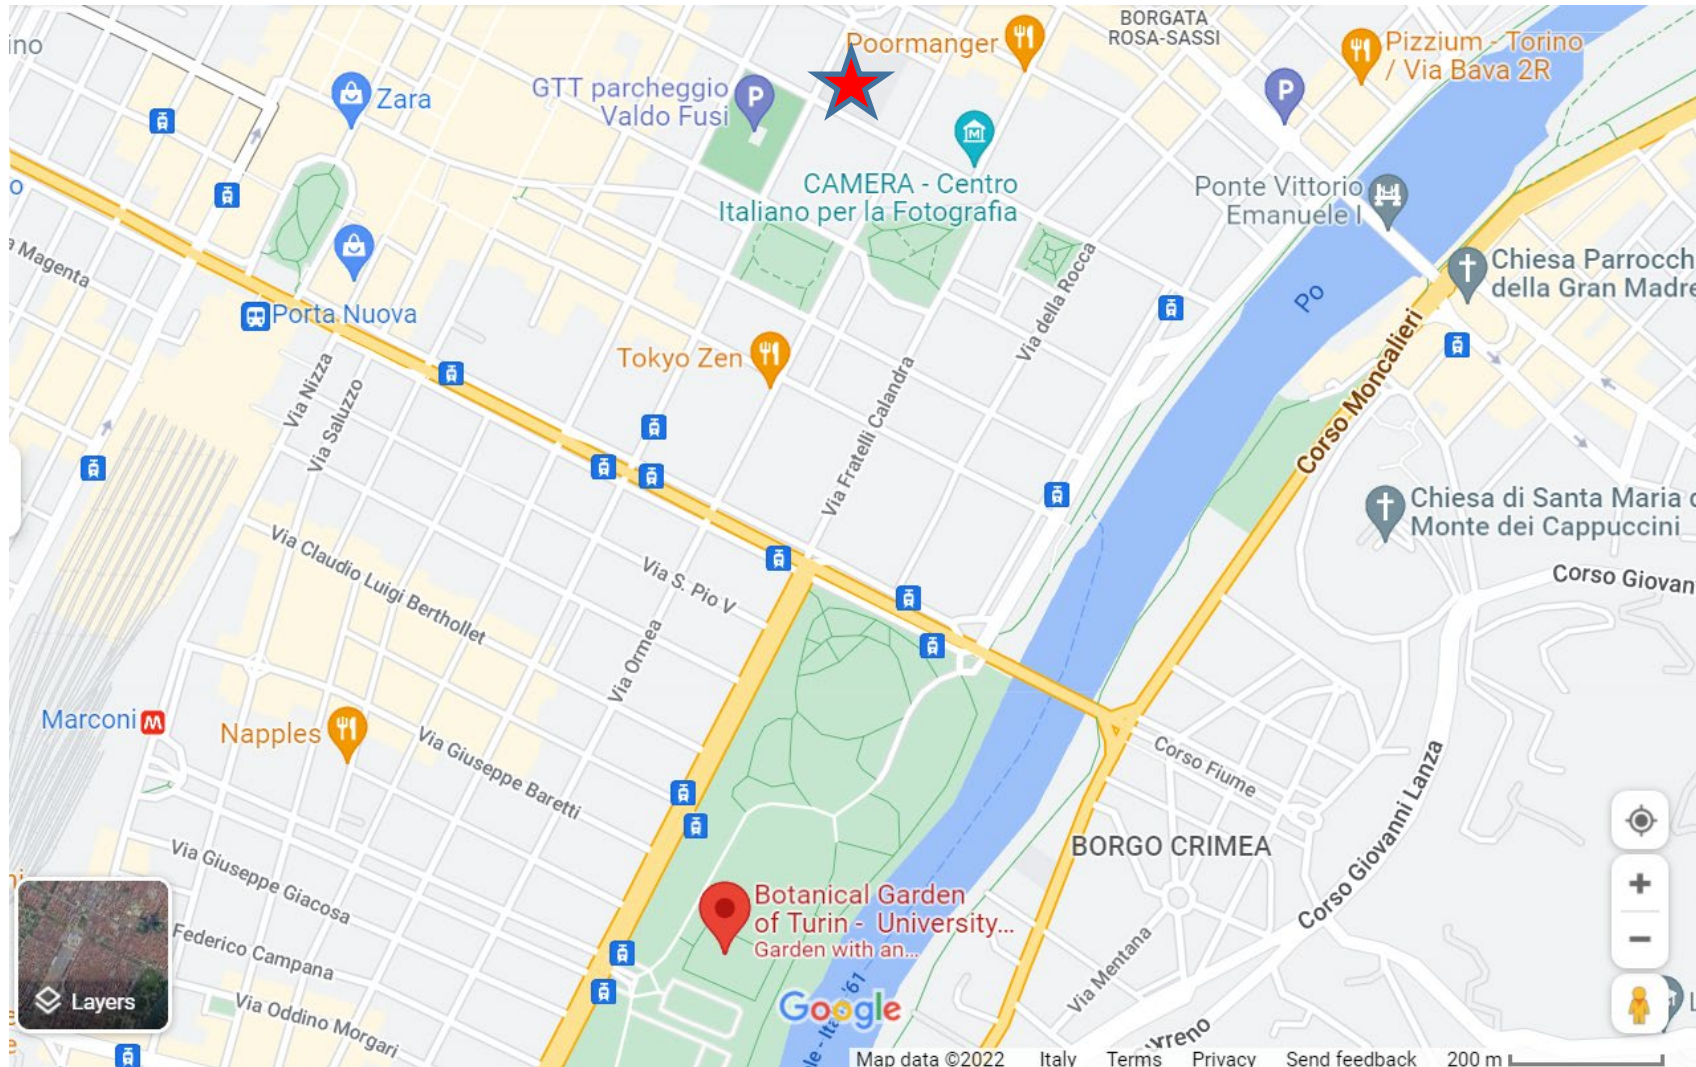 BORGATA
ROSA-SASSI
Poormanger
Pizzium - Torino
/ Via Bava 2R
ino
Zara
GTT parcheggio
Valdo Fusi
P
P
M
CAMERA - Centro
Italiano per la Fotografia
Ponte Vittorio
Emanuele I
o
Magenta
Via della Rocca
Po
Chiesa Parrocch
della Gran Madre
Porta Nuova
Tokyo Zen
Via Nizza
Via Saluzzo
Via Fratelli Calandra
Corso Moncalieri
Chiesa di Santa Maria
Monte dei Cappuccini
Via Claudio Luigi Berthollet
Via S. Pio V
Corso Giovan
Via Ormea
Marconi
M
Napples
Via Giuseppe Baretti
Corso Fiume
Corso Giovanni Lanza
BORGO CRIMEA
Via Giuseppe Giacosa
Botanical Garden
of Turin - University...
Garden with an...
Federico Campana
Via Mentana
Layers
Via Oddino Morgari
Google
'61
Map data ©2022 Italy Terms Privacy Send feedback 200 m